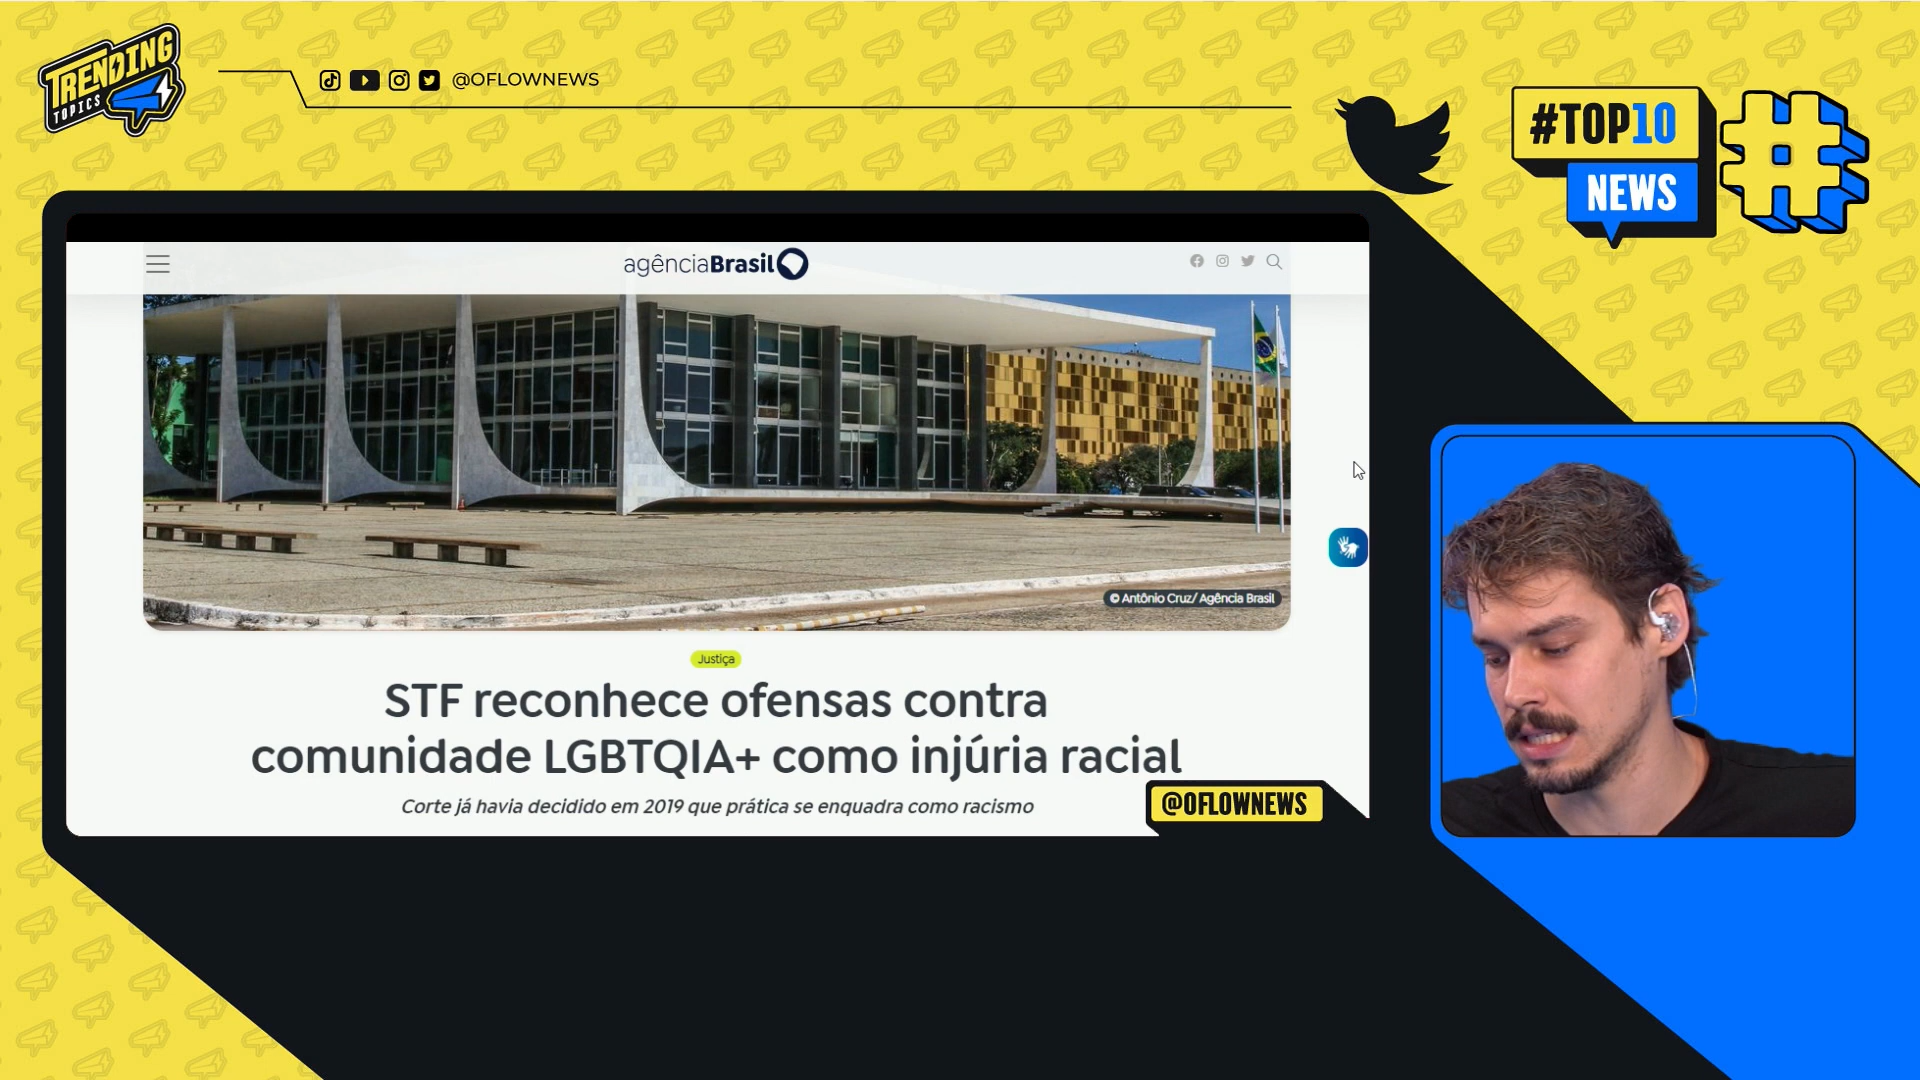 TRENDING
TOPICS
@OFLOWNEWS
#TOP10
NEWS
agênciaBrasil
© Antônio Cruz/ Agência Brasil
Justiça
STF reconhece ofensas contra
comunidade LGBTQIA+ como injúria racial
Corte já havia decidido em 2019 que prática se enquadra como racismo
@OFLOWNEWS